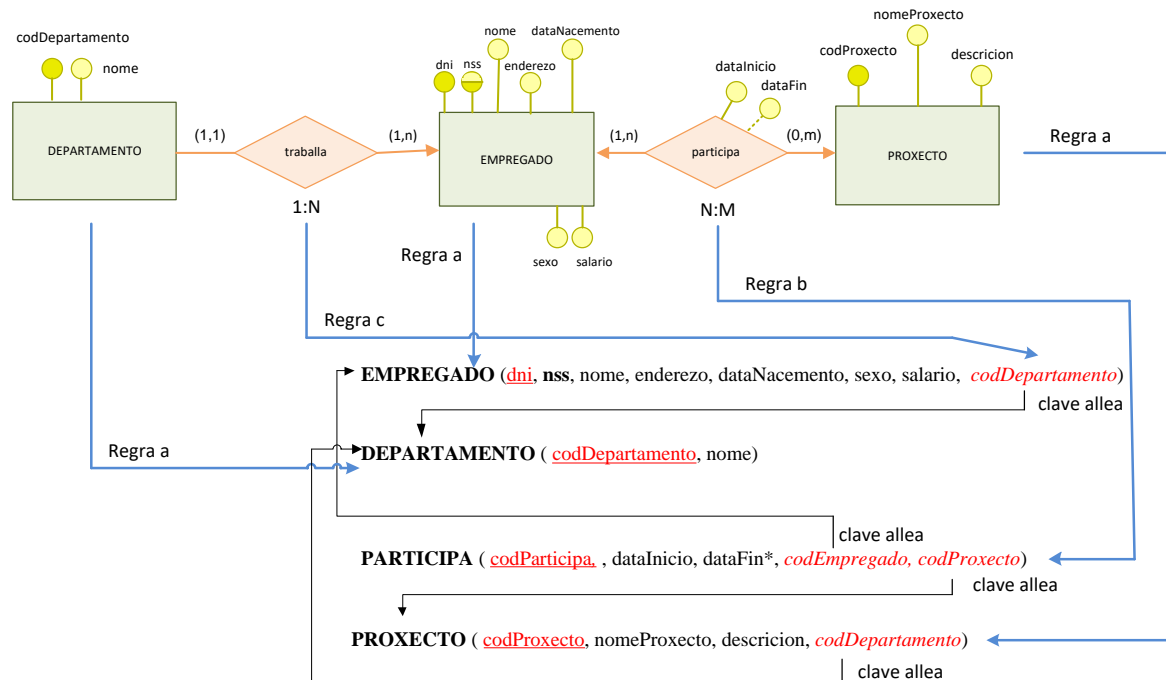 nomeProxecto
codDepartamento
nome
nome
dataNacemento
dni
nss
enderezo
dataInicio
dataFin
codProxecto
descricion
DEPARTAMENTO
(1,1)
traballa
(1,n)
EMPREGADO
(1,n)
participa
(0,m)
PROXECTO
Regra a
1:N
N:M
sexo
salario
Regra a
Regra b
Regra c
EMPREGADO (dni, nss, nome, enderezo, dataNacemento, sexo, salario, codDepartamento)
clave allea
Regra a
DEPARTAMENTO ( codDepartamento, nome)
clave allea
PARTICIPA ( codParticipa, , dataInicio, dataFin*, codEmpregado, codProxecto)
clave allea
PROXECTO ( codProxecto, nomeProxecto, descricion, codDepartamento)
clave allea